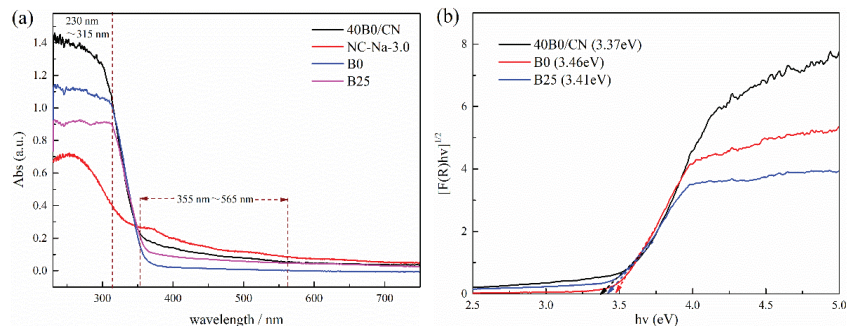 (a)
230 nm
~315 nm
40B0/CN
NC-Na-3.0
B0
B25
355 nm~565 nm
Abs (a.u.)
1.4
1.2
1.0
0.8
0.6
0.4
0.2
0.0
300 400 500 600 700
wavelength / nm
(b)
40B0/CN (3.37eV)
B0 (3.46eV)
B25 (3.41eV)
[F(R)hv]1/2
8
6
4
2
0
2.5 3.0 3.5 4.0 4.5 5.0
hv (eV)